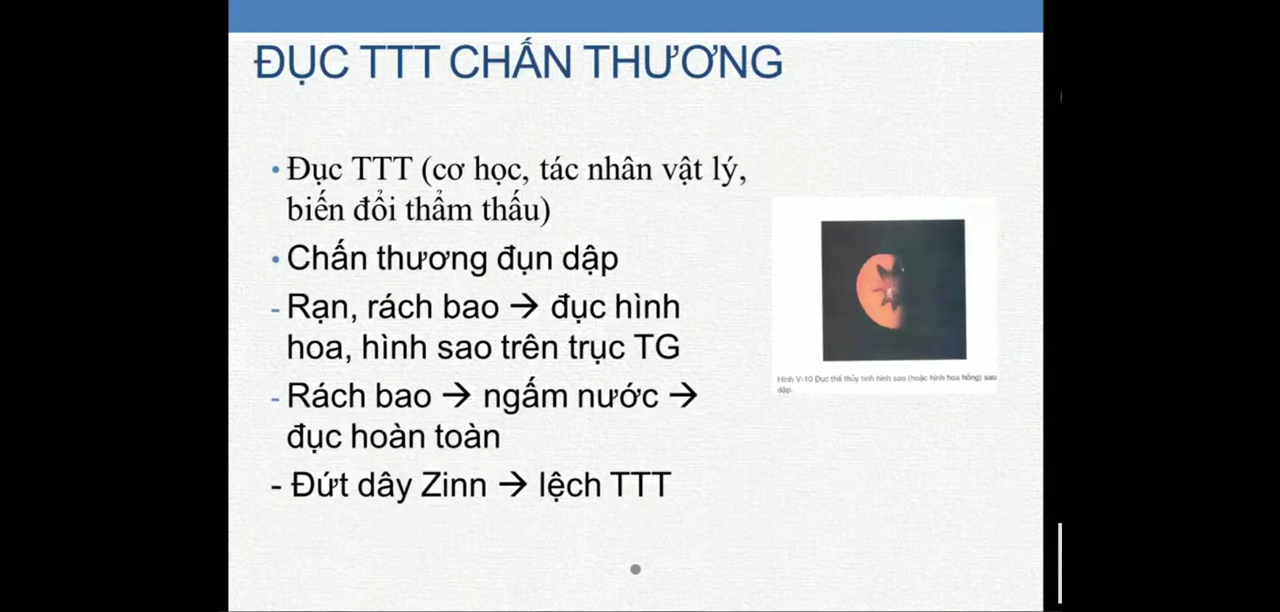 ĐỤC TTT CHẤN THƯƠNG
• Đục TTT (cơ học, tác nhân vật lý,
biến đổi thẩm thấu)
• Chấn thương đụn dập
- Rạn, rách bao → đục hình
hoa, hình sao trên trục TG
- Rách bao → ngấm nước →
đục hoàn toàn
- Đứt dây Zinn → lệch TTT
Hình V-10 Đục thể thủy tinh hình sao (hoặc hình hoa hồng) sau
dập.